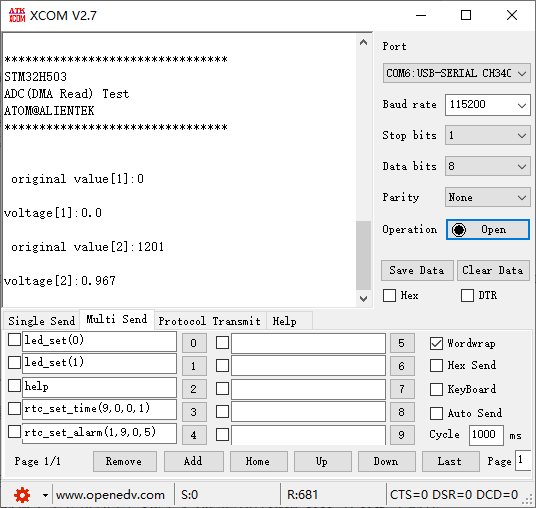 ATK XCOM XCOM V2.7
*******************************
STM32H503
ADC(DMA Read) Test
ATOM@ALIENTEK
*******************************
original value[1]:0
voltage[1]:0.0
original value[2]:1201
voltage[2]:0.967
Port
COM6:USB-SERIAL CH340
Baud rate 115200
Stop bits 1
Data bits 8
Parity None
Operation Open
Save Data Clear Data
Hex DTR
Single Send Multi Send Protocol Transmit Help
led_set(0) 0 5 Wordwrap
led_set(1) 1 6 Hex Send
help 2 7 KeyBoard
rtc_set_time(9,0,0,1) 3 8 Auto Send
rtc_set_alarm(1,9,0,5) 4 9 Cycle 1000 ms
Page 1/1 Remove Add Home Up Down Last Page 1
www.openedv.com S:0 R:681 CTS=0 DSR=0 DCD=0